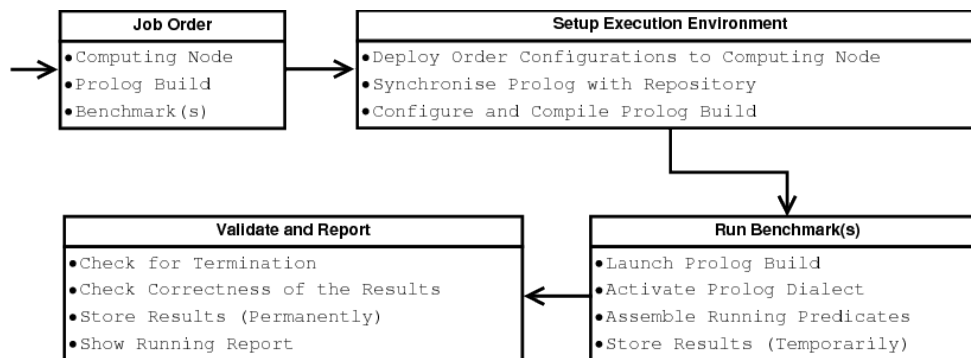 Job Order
•Computing Node
•Prolog Build
•Benchmark(s)
Setup Execution Environment
•Deploy Order Configurations to Computing Node
•Synchronise Prolog with Repository
•Configure and Compile Prolog Build
Run Benchmark(s)
•Launch Prolog Build
•Activate Prolog Dialect
•Assemble Running Predicates
•Store Results (Temporarily)
Validate and Report
•Check for Termination
•Check Correctness of the Results
•Store Results (Permanently)
•Show Running Report